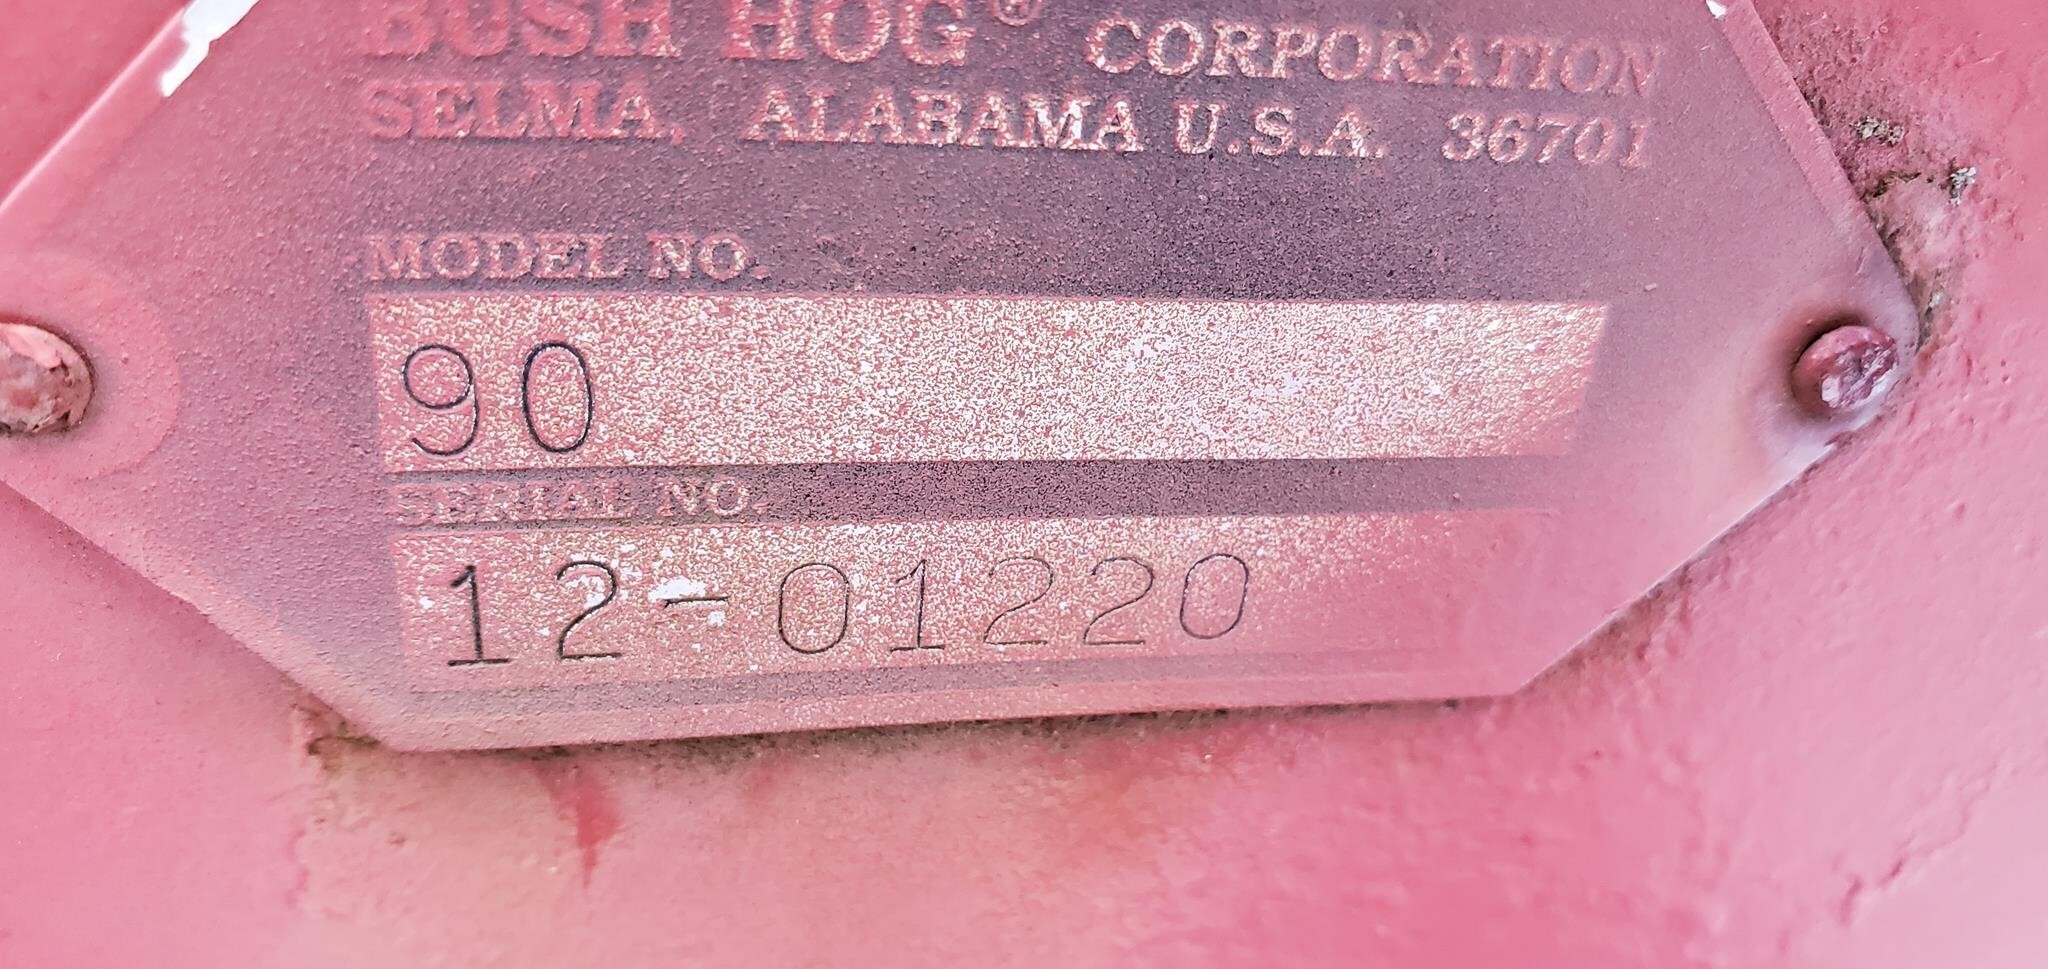 BUSH HOG® CORPORATION
SELMA, ALABAMA U.S.A. 36701
MODEL NO.
90
SERIAL NO.
12-01220